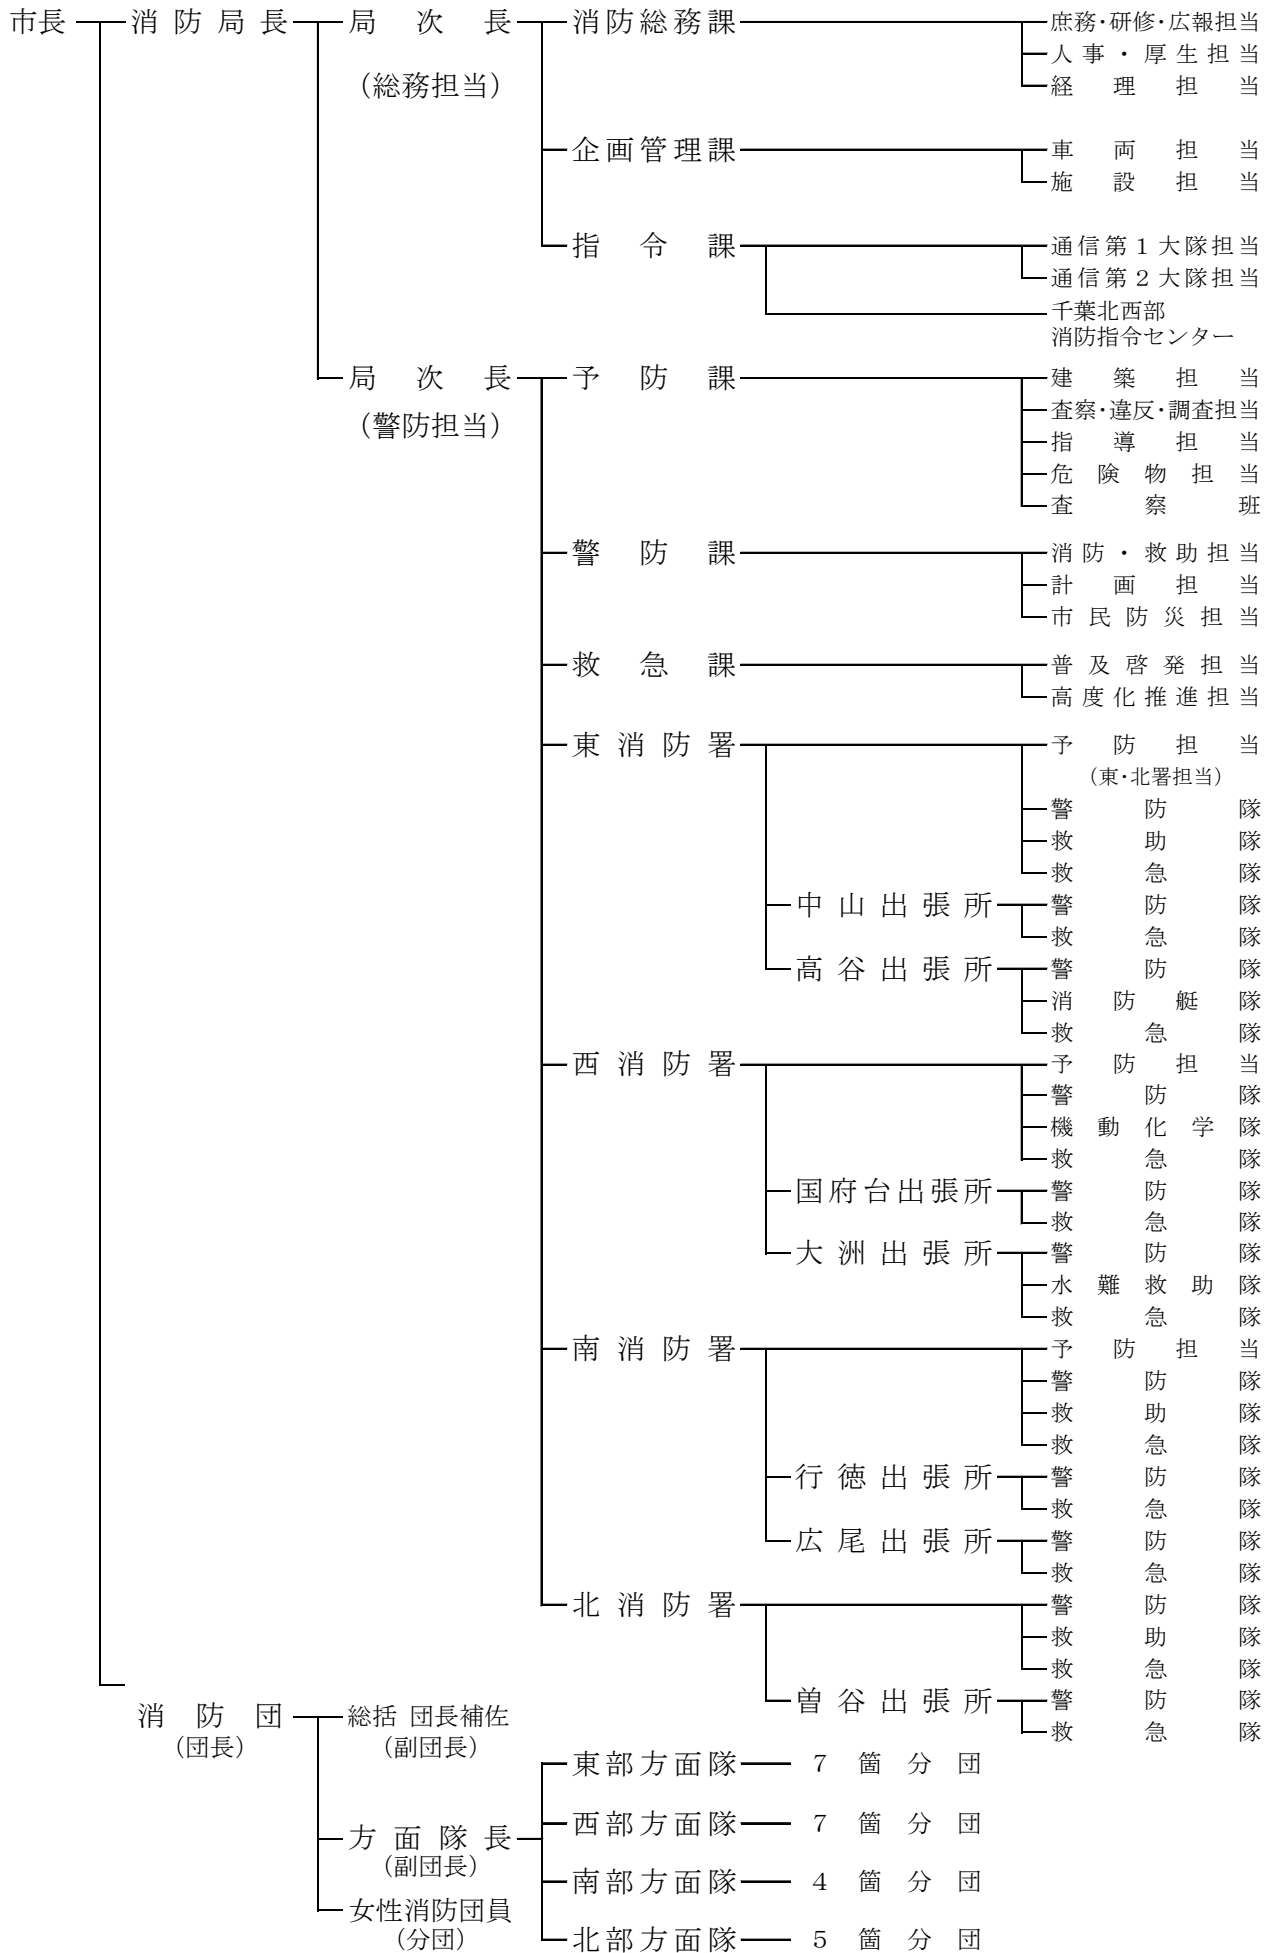 市長 消防局長 局次長 消防総務課 庶務・研修・広報担当
人事・厚生担当
(総務担当) 経理担当
企画管理課 車両担当
施設担当
指令課 通信第1大隊担当
通信第2大隊担当
千葉北西部
消防指令センター
局次長 予防課 建築担当
(警防担当) 査察・違反・調査担当
指導担当
危険物担当
査察班
警防課 消防・救助担当
計画担当
市民防災担当
救急課 普及啓発担当
高度化推進担当
東消防署 予防担当
(東・北署担当)
警防隊
救助隊
救急隊
中山出張所 警防隊
救急隊
高谷出張所 警防隊
消防艇隊
救急隊
西消防署 予防担当
警防隊
機動化学隊
救急隊
国府台出張所 警防隊
救急隊
大洲出張所 警防隊
水難救助隊
救急隊
南消防署 予防担当
警防隊
救助隊
救急隊
行徳出張所 警防隊
救急隊
広尾出張所 警防隊
救急隊
北消防署 警防隊
救助隊
救急隊
曽谷出張所 警防隊
救急隊
消防団 総括 団長補佐
(団長) (副団長)
東部方面隊 7箇分団
西部方面隊 7箇分団
方面隊長
(副団長)
南部方面隊 4箇分団
女性消防団員
(分団) 北部方面隊 5箇分団